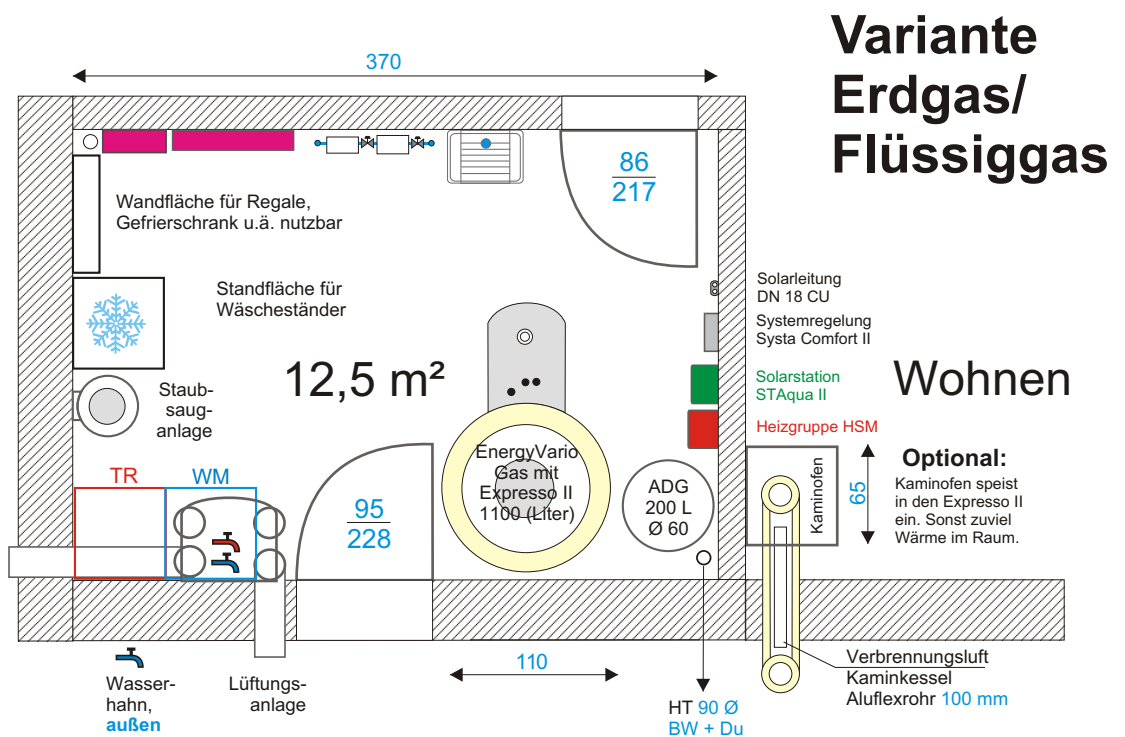 Variante
Erdgas/
Flüssiggas
370
86
217
Wandfläche für Regale,
Gefrierschrank u.ä. nutzbar
Standfläche für
Wäscheständer
12,5 m²
Solarleitung
DN 18 CU
Systemregelung
Systa Comfort II
Solarstation
STAqua II
Heizgruppe HSM
Wohnen
Staub-
saug-
anlage
TR
WM
95
228
EnergyVario
Gas mit
Expresso II
1100 (Liter)
ADG
200 L
Ø 60
Kaminofen
65
Optional:
Kaminofen speist
in den Expresso II
ein. Sonst zuviel
Wärme im Raum.
110
Wasser-
hahn,
außen
Lüftungs-
anlage
HT 90 Ø
BW + Du
Verbrennungsluft
Kaminkessel
Aluflexrohr 100 mm